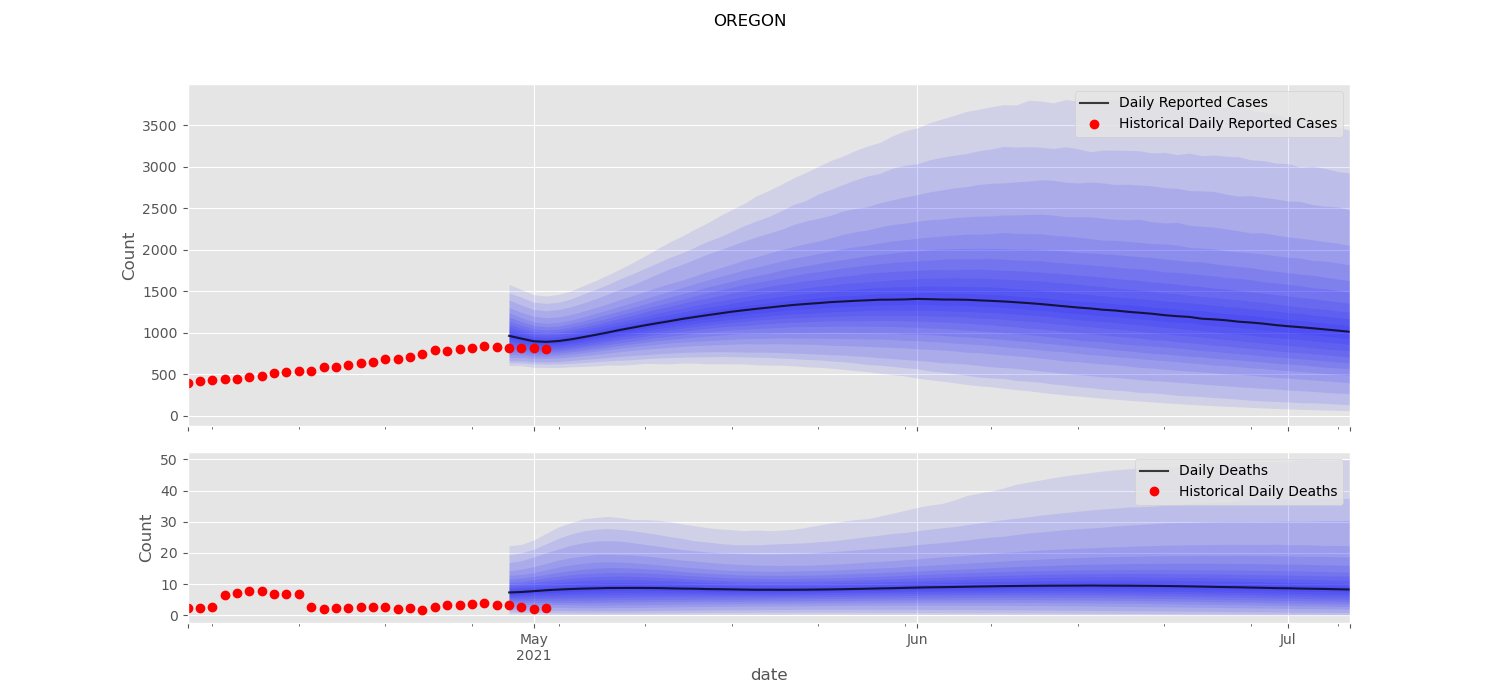 OREGON
Daily Reported Cases
Historical Daily Reported Cases
3500
3000
2500
2000
1500
1000
500
0
Count
Daily Deaths
Historical Daily Deaths
50
40
30
20
10
0
Count
May
2021
Jun
Jul
date